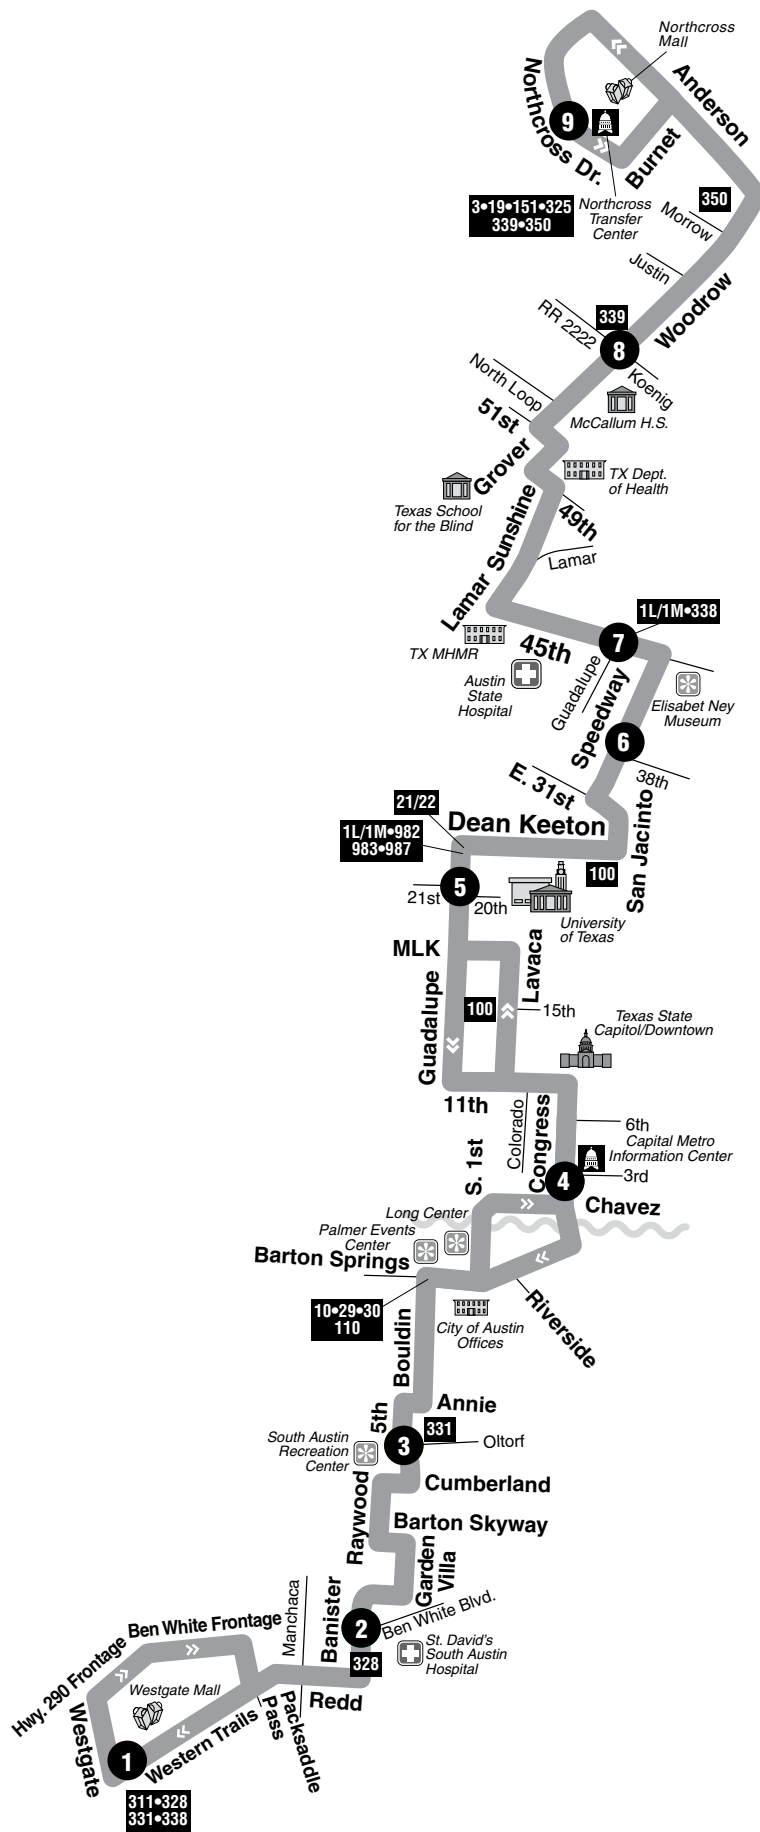 Northcross
Mall
Anderson
Northcross Dr.
9
Burnet
3•19•151•325
339•350
Northcross
Transfer
Center
350
Morrow
Justin
Woodrow
RR 2222
339
8
North Loop
Koenig
51st
McCallum H.S.
Grover
TX Dept.
of Health
Texas School
for the Blind
Sunshine
49th
Lamar
Lamar
1L/1M•338
7
TX MHMR
45th
Austin
State
Hospital
Guadalupe
Speedway
Elisabet Ney
Museum
6
38th
E. 31st
21/22
Dean Keeton
San Jacinto
1L/1M•982
983•987
100
5
21st
20th
University
of Texas
MLK
Lavaca
Guadalupe
100
15th
Texas State
Capitol/Downtown
11th
Colorado
Congress
6th
Capital Metro
Information Center
S. 1st
3rd
4
Chavez
Long Center
Palmer Events
Center
Barton Springs
10•29•30
110
City of Austin
Offices
Riverside
Bouldin
Annie
5th
331
South Austin
Recreation
Center
3
Oltorf
Cumberland
Raywood
Barton Skyway
Garden
Villa
Manchaca
Banister
2
Ben White Blvd.
Ben White Frontage
St. David's
South Austin
Hospital
328
Hwy. 290 Frontage
Westgate Mall
Redd
Westgate
Western Trails
Pass
Packsaddle
1
311•328
331•338